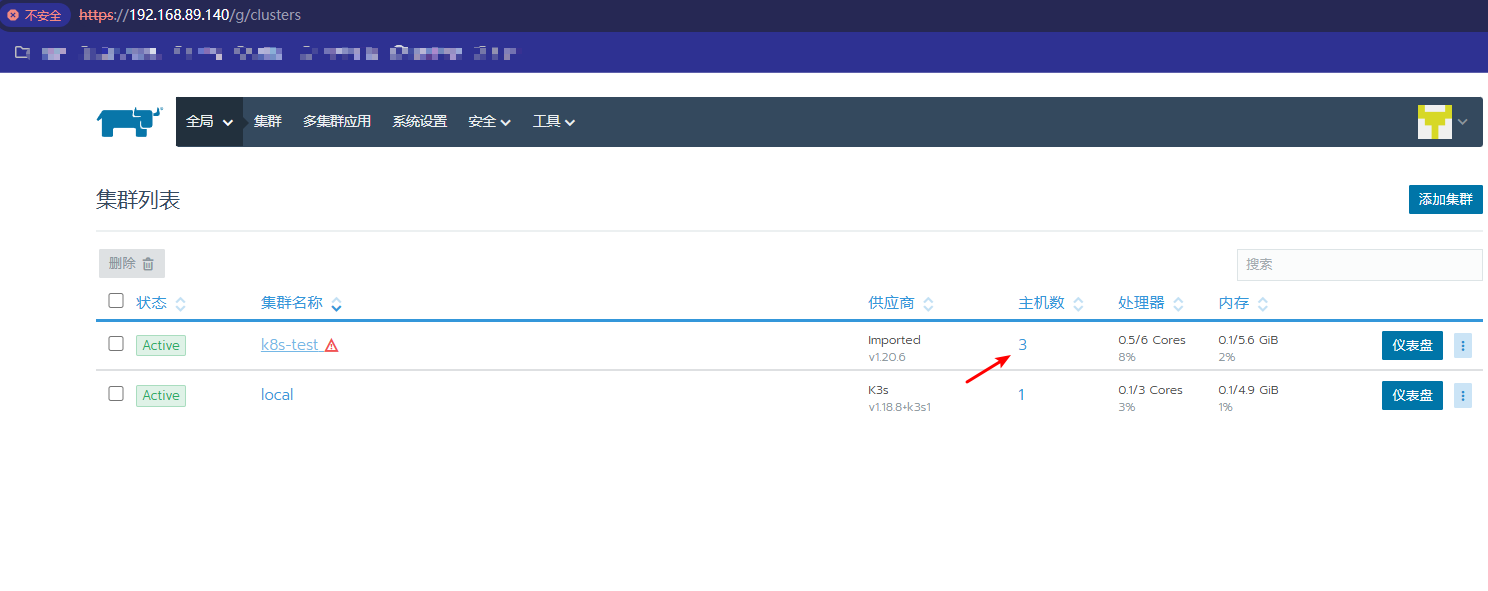 不安全 https://192.168.89.140/g/clusters
全局 集群 多集群应用 系统设置 安全 工具
集群列表 添加集群
删除 搜索
状态 集群名称 供应商 主机数 处理器 内存
Active k8s-test Imported 3 0.5/6 Cores 0.1/5.6 GiB 仪表盘
v1.20.6 8% 2%
Active local K3s 1 0.1/3 Cores 0.1/4.9 GiB 仪表盘
v1.18.8+k3s1 3% 1%